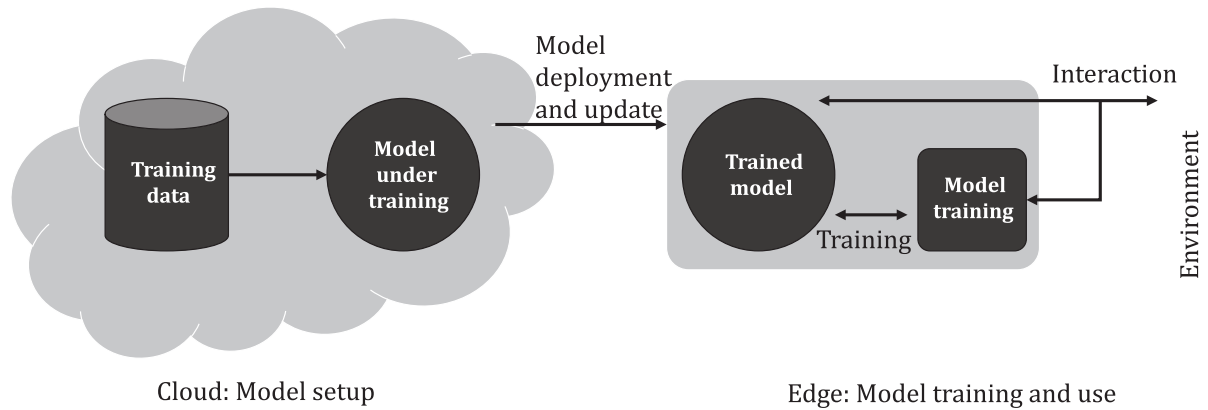 Model
deployment
and update
Interaction
Training
data
Model
under
training
Trained
model
Model
training
Training
Environment
Cloud: Model setup
Edge: Model training and use